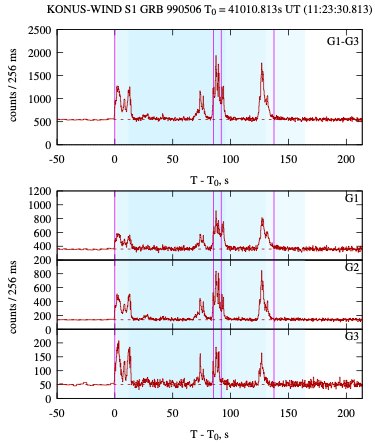 KONUS-WIND S1 GRB 990506 T0 = 41010.813s UT (11:23:30.813)
2500
2000
1500
1000
500
0
counts / 256 ms
G1-G3
-50 0 50 100 150 200
T - T0, s
1200
1000
800
600
400
200
G1
800
600
400
200
0
G2
counts / 256 ms
200
150
100
50
0
G3
-50 0 50 100 150 200
T - T0, s